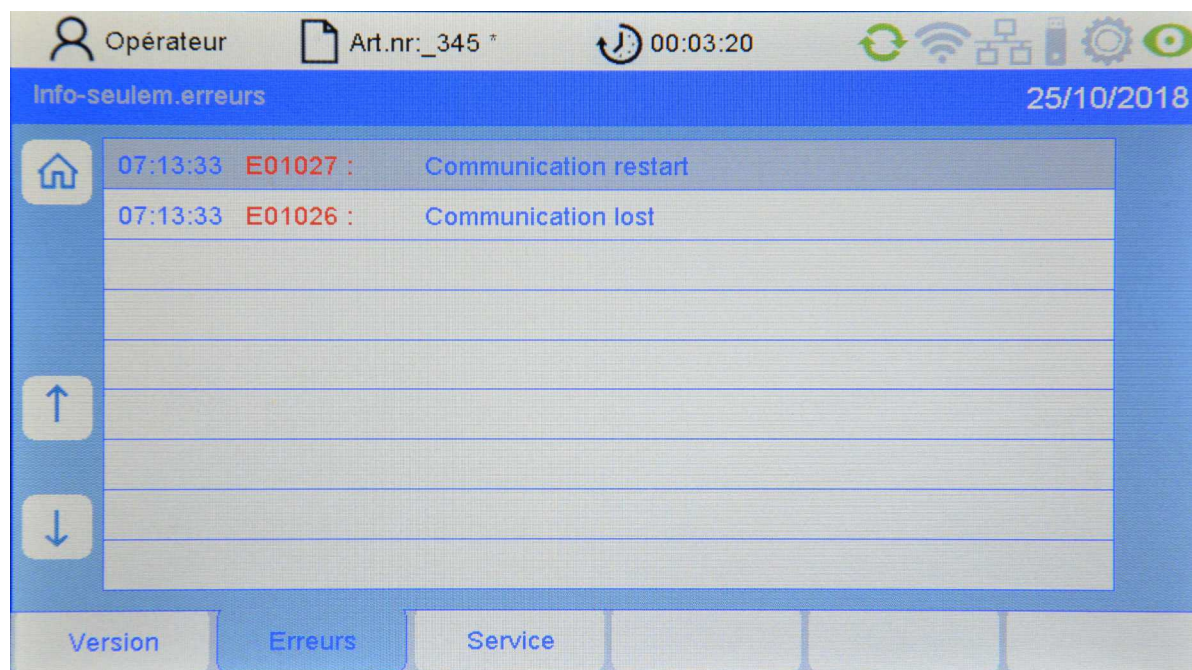 Opérateur Art.nr:_345 * 00:03:20
Info-seulem.erreurs 25/10/2018
07:13:33 E01027 : Communication restart
07:13:33 E01026 : Communication lost
Version Erreurs Service